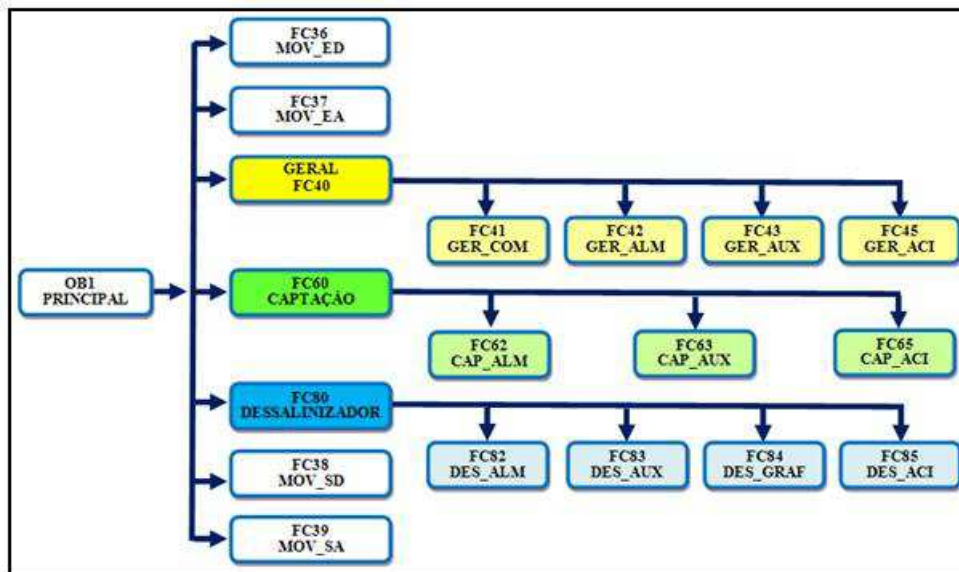 FC36
MOV_ED
FC37
MOV_EA
GERAL
FC40
FC41
GER_COM
FC42
GER_ALM
FC43
GER_AUX
FC45
GER_ACI
OB1
PRINCIPAL
FC60
CAPTAÇÃO
FC62
CAP_ALM
FC63
CAP_AUX
FC65
CAP_ACI
FC80
DESSALINIZADOR
FC82
DES_ALM
FC83
DES_AUX
FC84
DES_GRAF
FC85
DES_ACI
FC38
MOV_SD
FC39
MOV_SA